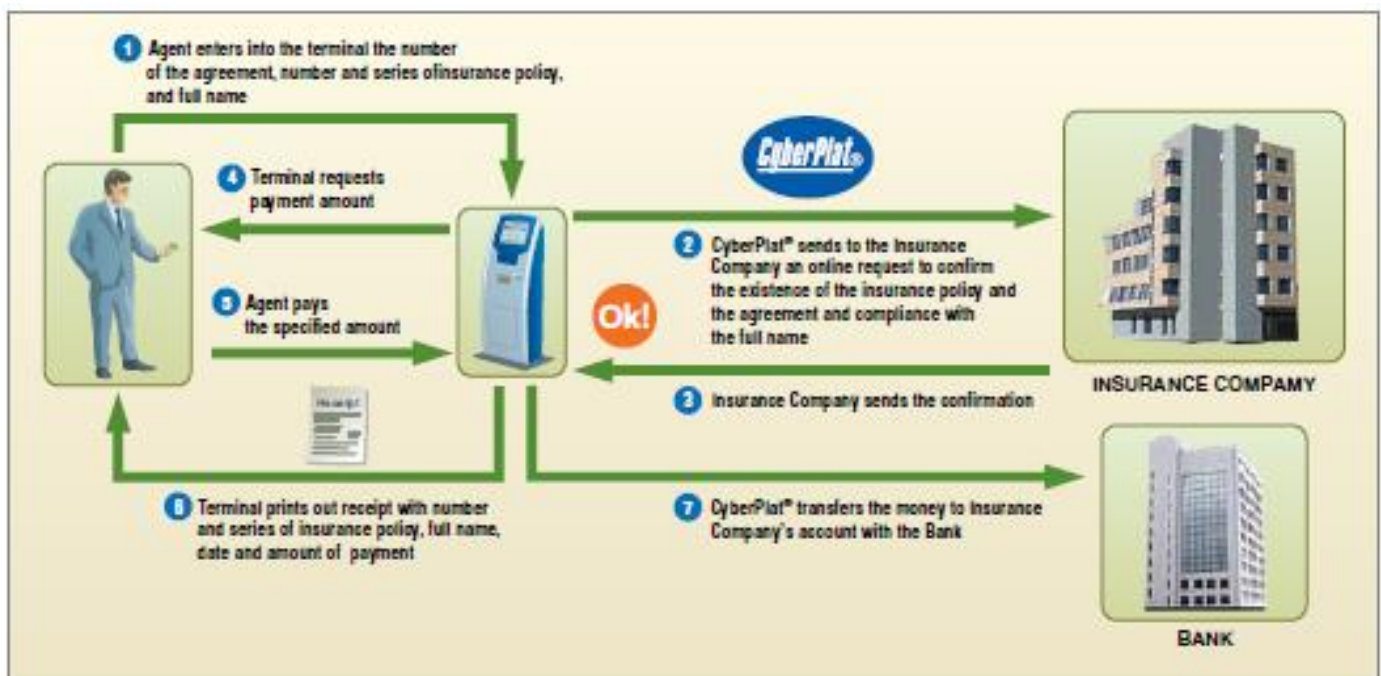 1 Agent enters into the terminal the number
of the agreement, number and series ofinsurance policy,
and full name
CyberPlat®
4 Terminal requests
payment amount
2 CyberPlat® sends to the Insurance
Company an online request to confirm
the existence of the insurance policy and
the agreement and compliance with
the full name
5 Agent pays
the specified amount
Ok!
INSURANCE COMPAMY
3 Insurance Company sends the confirmation
Receipt
6 Terminal prints out receipt with number
and series of insurance policy, full name,
date and amount of payment
7 CyberPlat® transfers the money to Insurance
Company's account with the Bank
BANK